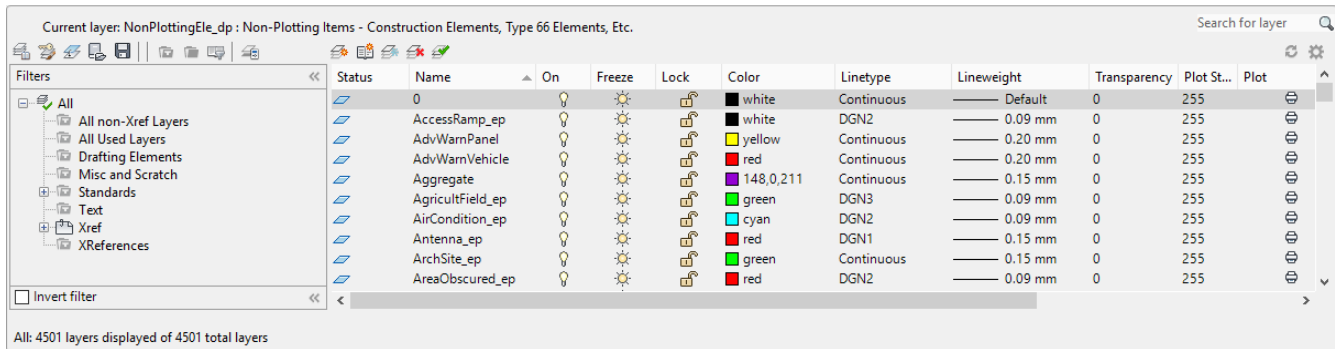 Current layer: NonPlottingEle_dp : Non-Plotting Items - Construction Elements, Type 66 Elements, Etc.
Search for layer
Filters
All
All non-Xref Layers
All Used Layers
Drafting Elements
Misc and Scratch
Standards
Text
Xref
XReferences
Invert filter
Status Name On Freeze Lock Color Linetype Lineweight Transparency Plot St... Plot
0 white Continuous Default 0 255
AccessRamp_ep white DGN2 0.09 mm 0 255
AdvWarnPanel yellow Continuous 0.20 mm 0 255
AdvWarnVehicle red Continuous 0.20 mm 0 255
Aggregate 148,0,211 Continuous 0.15 mm 0 255
AgricultField_ep green DGN3 0.09 mm 0 255
AirCondition_ep cyan DGN2 0.09 mm 0 255
Antenna_ep red DGN1 0.15 mm 0 255
ArchSite_ep green Continuous 0.15 mm 0 255
AreaObscured_ep red DGN2 0.09 mm 0 255
All: 4501 layers displayed of 4501 total layers